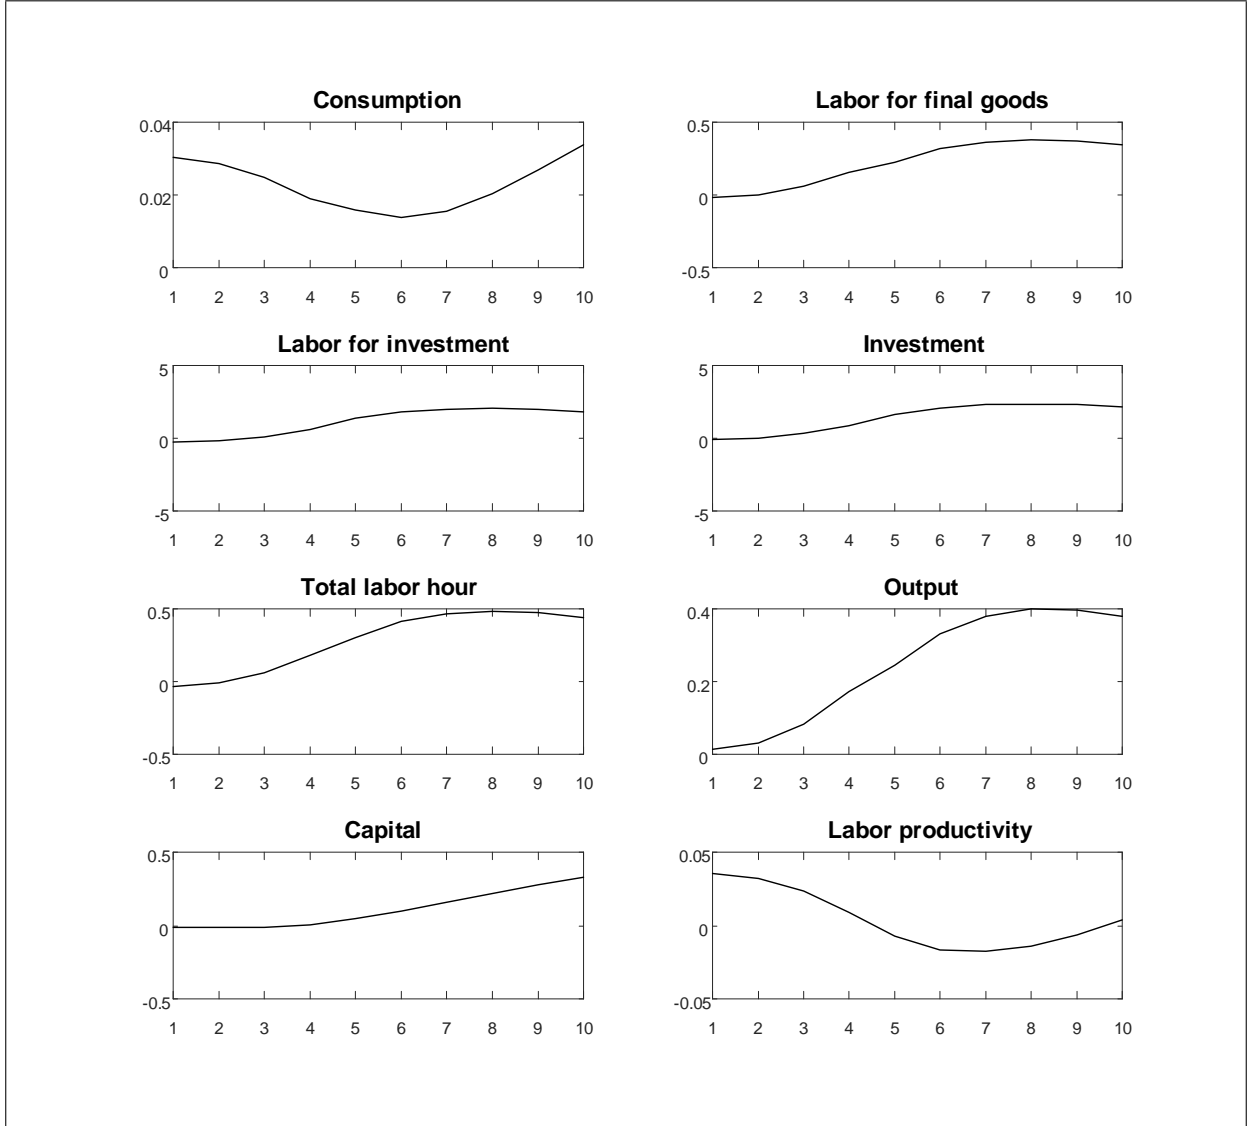 Consumption
0.04
0.02
0
1 2 3 4 5 6 7 8 9 10
Labor for final goods
0.5
0
-0.5
1 2 3 4 5 6 7 8 9 10
Labor for investment
5
0
-5
1 2 3 4 5 6 7 8 9 10
Investment
5
0
-5
1 2 3 4 5 6 7 8 9 10
Total labor hour
0.5
0
-0.5
1 2 3 4 5 6 7 8 9 10
Output
0.4
0.2
0
1 2 3 4 5 6 7 8 9 10
Capital
0.5
0
-0.5
1 2 3 4 5 6 7 8 9 10
Labor productivity
0.05
0
-0.05
1 2 3 4 5 6 7 8 9 10